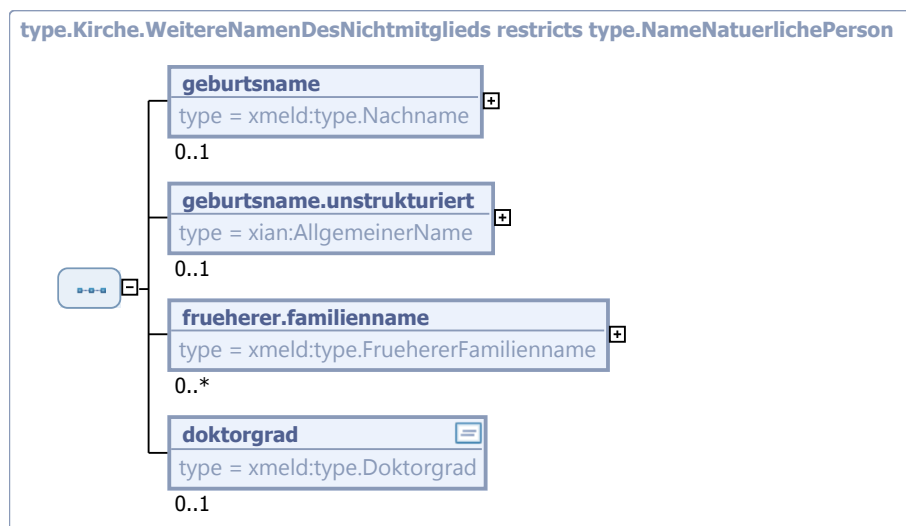 type.Kirche.WeitereNamenDesNichtmitglieds restricts type.NameNatuerlichePerson
geburtsname
type = xmeld:type.Nachname
0..1
geburtsname.unstrukturiert
type = xian:AllgemeinerName
0..1
frueherer.familienname
type = xmeld:type.FruehererFamilienname
0..*
doktorgrad
type = xmeld:type.Doktorgrad
0..1